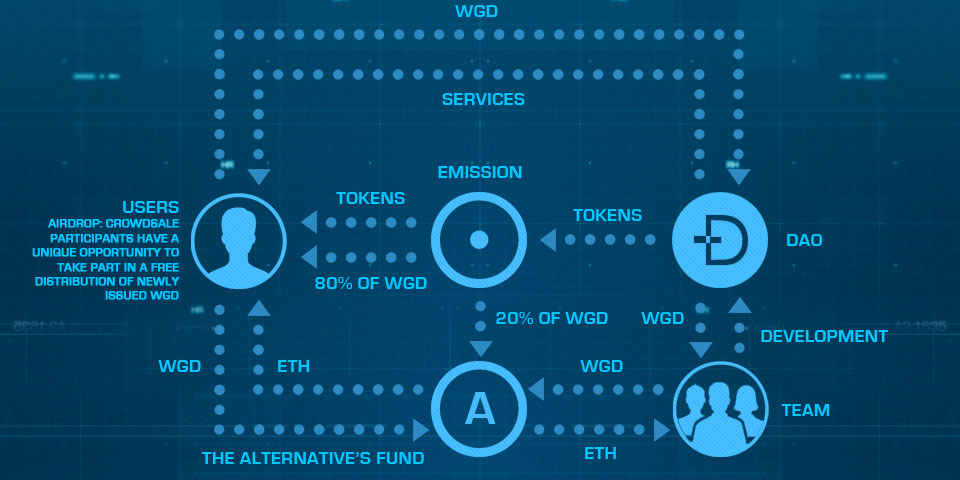 WGD
SERVICES
EMISSION
TOKENS
TOKENS
USERS
AIRDROP: CROWDSALE
PARTICIPANTS HAVE A
UNIQUE OPPORTUNITY TO
TAKE PART IN A FREE
DISTRIBUTION OF NEWLY
ISSUED WGD
DAO
80% OF WGD
20% OF WGD
WGD
DEVELOPMENT
WGD
ETH
WGD
A
TEAM
THE ALTERNATIVE'S FUND
ETH